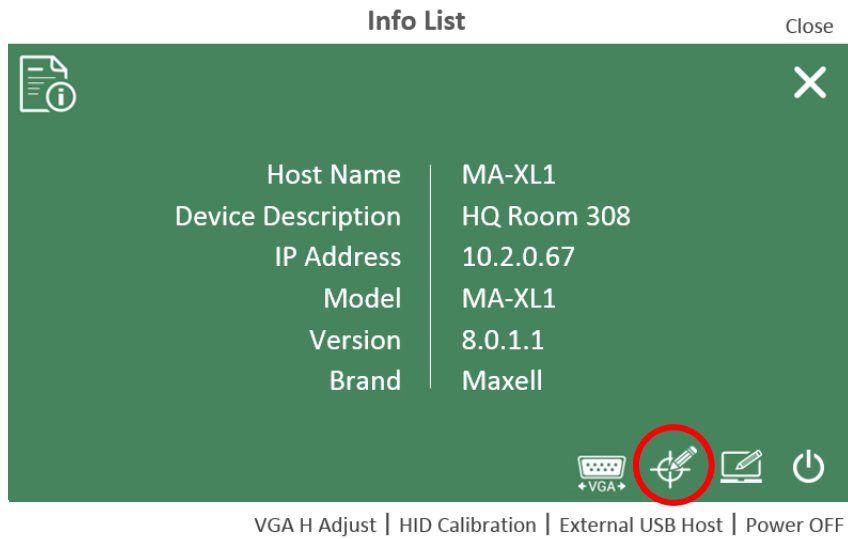 Info List
Close
Host Name MA-XL1
Device Description HQ Room 308
IP Address 10.2.0.67
Model MA-XL1
Version 8.0.1.1
Brand Maxell
VGA
VGA H Adjust | HID Calibration | External USB Host | Power OFF